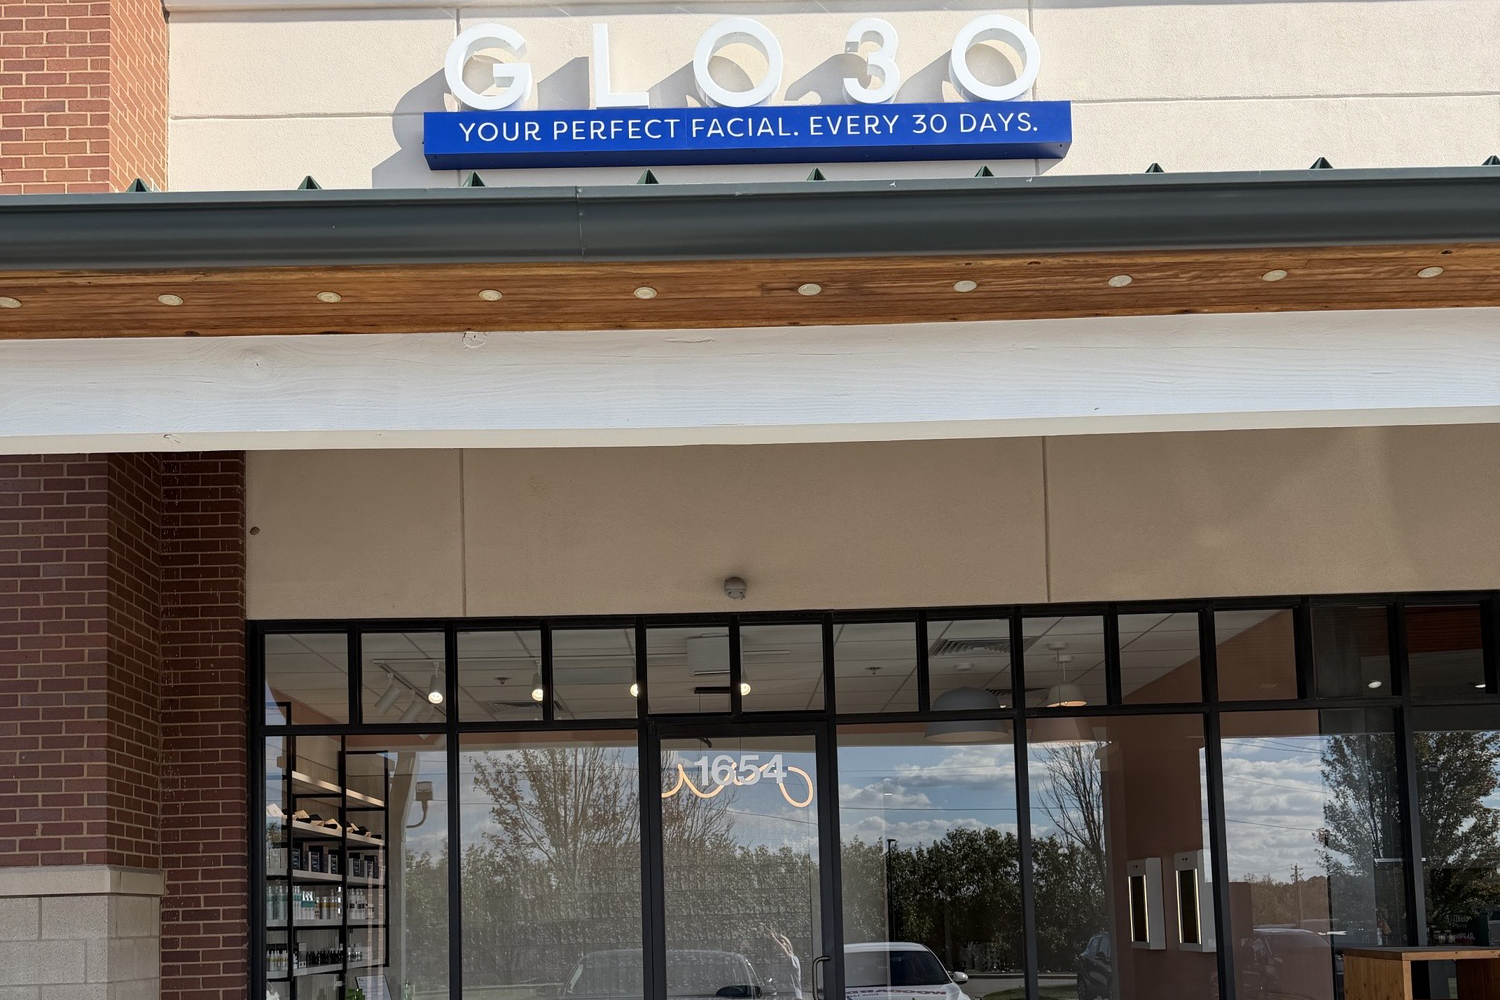 GLO30
YOUR PERFECT FACIAL. EVERY 30 DAYS.
1654